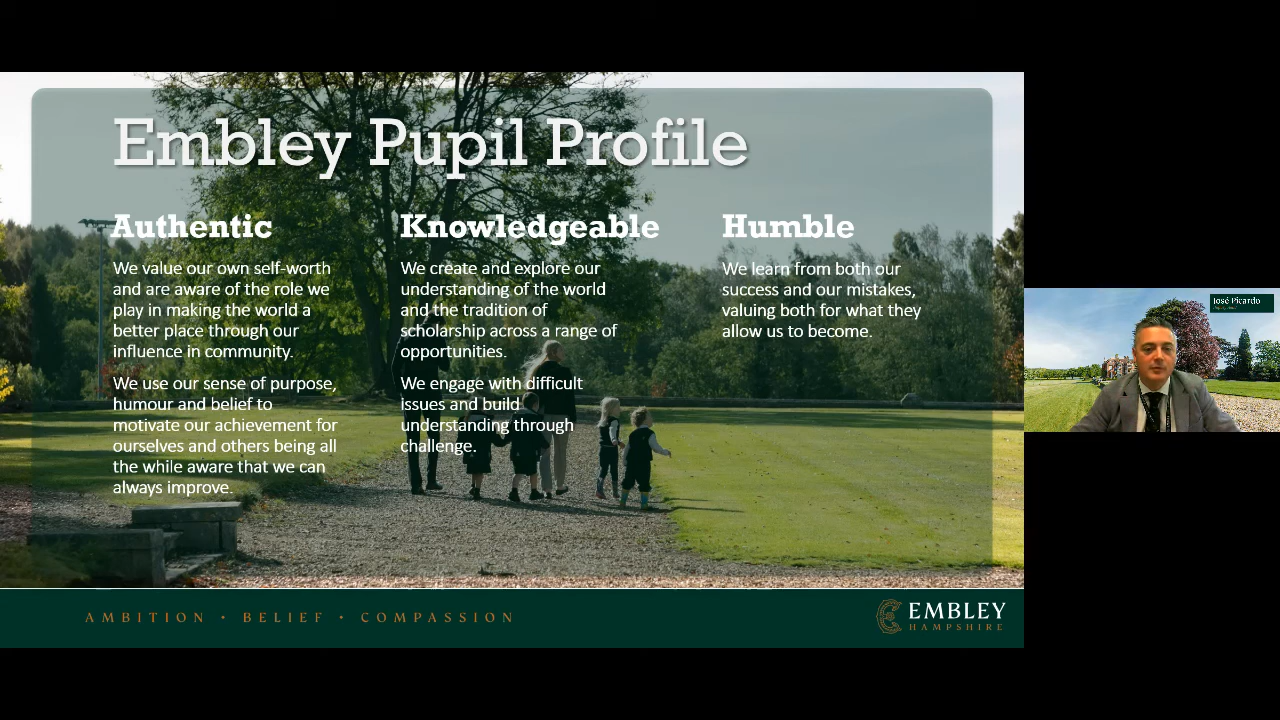 Embley Pupil Profile
Authentic
We value our own self-worth
and are aware of the role we
play in making the world a
better place through our
influence in community.
We use our sense of purpose,
humour and belief to
motivate our achievement for
ourselves and others being all
the while aware that we can
always improve.
Knowledgeable
We create and explore our
understanding of the world
and the tradition of
scholarship across a range of
opportunities.
We engage with difficult
issues and build
understanding through
challenge.
Humble
We learn from both our
success and our mistakes,
valuing both for what they
allow us to become.
José Picardo
AMBITION • BELIEF • COMPASSION
EMBLEY
HAMPSHIRE